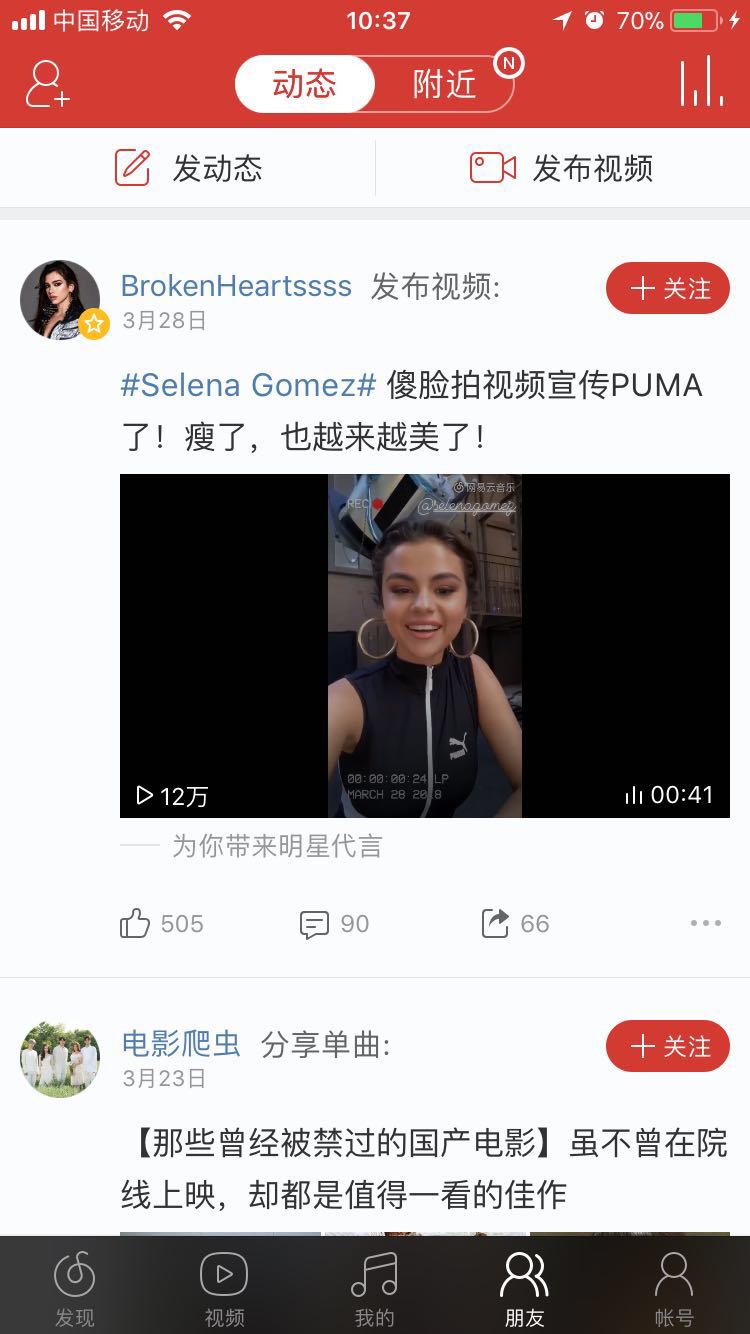 中国移动 10:37 70%
动态 附近 N
发动态 发布视频
BrokenHeartssss 发布视频: 关注
3月28日
#Selena Gomez# 傻脸拍视频宣传PUMA
了！瘦了，也越来越美了！
网易云音乐
REC @selenagomez
00:00:00:24 LP
MARCH 28 2018
12万 00:41
为你带来明星代言
505 90 66
电影爬虫 分享单曲: 关注
3月23日
【那些曾经被禁过的国产电影】虽不曾在院
线上映，却都是值得一看的佳作
发现 视频 我的 朋友 帐号